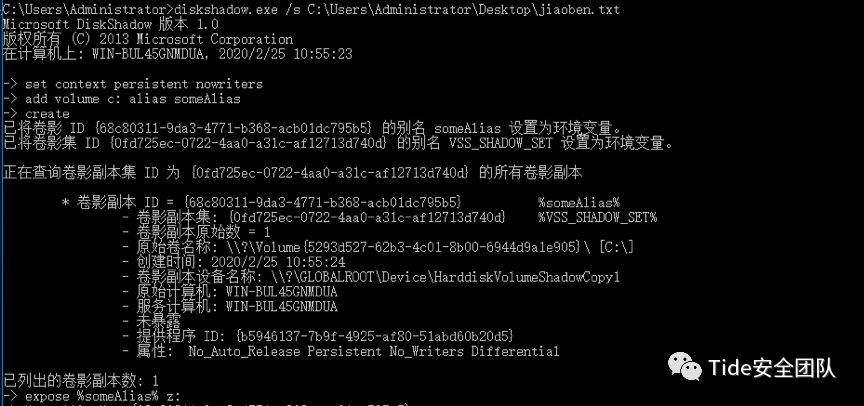 C:\Users\Administrator>diskshadow.exe /s C:\Users\Administrator\Desktop\jiaoben.txt
Microsoft DiskShadow 版本 1.0
版权所有 (C) 2013 Microsoft Corporation
在计算机上: WIN-BUL45GNMDUA, 2020/2/25 10:55:23
-> set context persistent nowriters
-> add volume c: alias someAlias
-> create
已将卷影 ID {68c80311-9da3-4771-b368-acb01dc795b5} 的别名 someAlias 设置为环境变量。
已将卷影集 ID {0fd725ec-0722-4aa0-a31c-af12713d740d} 的别名 VSS_SHADOW_SET 设置为环境变量。
正在查询卷影副本集 ID 为 {0fd725ec-0722-4aa0-a31c-af12713d740d} 的所有卷影副本
* 卷影副本 ID = {68c80311-9da3-4771-b368-acb01dc795b5} %someAlias%
- 卷影副本集: {0fd725ec-0722-4aa0-a31c-af12713d740d} %VSS_SHADOW_SET%
- 卷影副本原始数 = 1
- 原始卷名称: \\?\Volume{5293d527-62b3-4c01-8b00-6944d9a1e905}\ [C:\]
- 创建时间: 2020/2/25 10:55:24
- 卷影副本设备名称: \\?\GLOBALROOT\Device\HarddiskVolumeShadowCopy1
- 原始计算机: WIN-BUL45GNMDUA
- 服务计算机: WIN-BUL45GNMDUA
- 未暴露
- 提供程序 ID: {b5946137-7b9f-4925-af80-51abd60b20d5}
- 属性: No_Auto_Release Persistent No_Writers Differential
已列出的卷影副本数: 1
-> expose %someAlias% z:
Tide安全团队